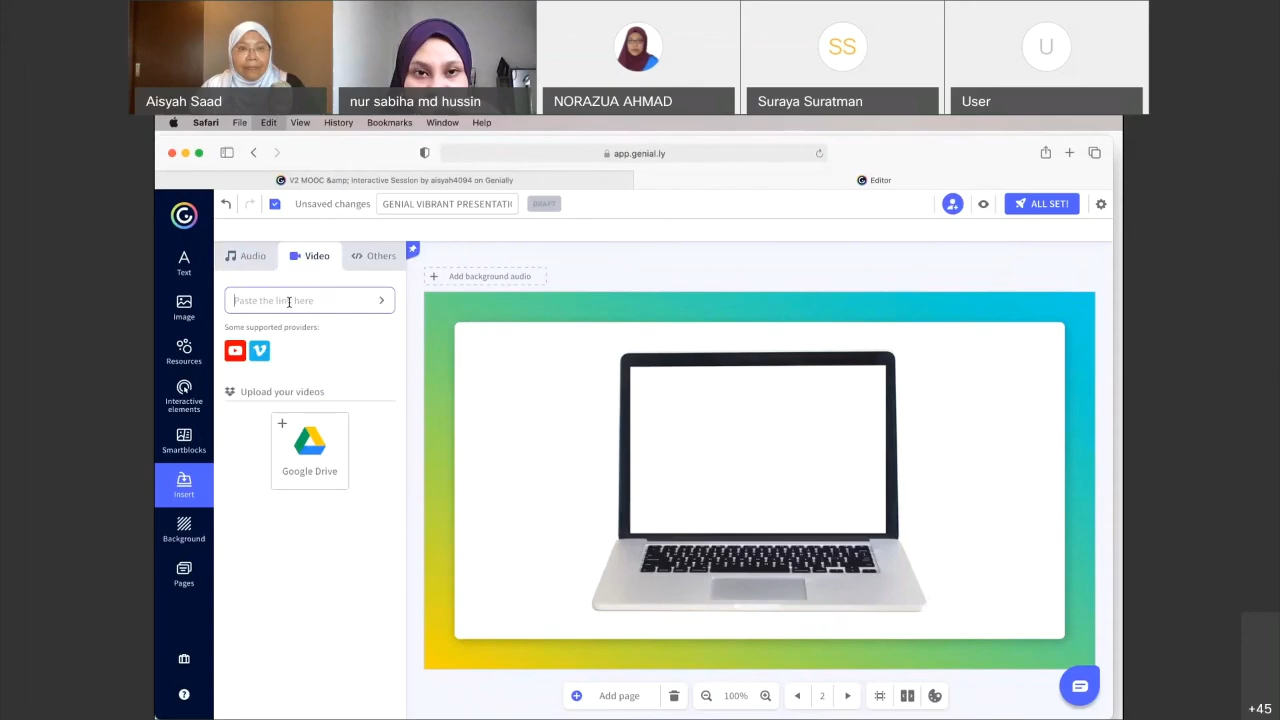 SS
U
Aisyah Saad
nur sabiha md hussin
NORAZUA AHMAD
Suraya Suratman
User
Safari File Edit View History Bookmarks Window Help
app.genial.ly
V2 MOOC &amp; Interactive Session by aisyah4094 on Genially
Editor
Unsaved changes
GENIAL VIBRANT PRESENTATI
DRAFT
ALL SET!
Text
Image
Resources
Interactive
elements
Smartblocks
Insert
Background
Pages
Audio
Video
Others
Paste the link here
Some supported providers:
Upload your videos
Google Drive
Add background audio
Add page
100%
2
+45